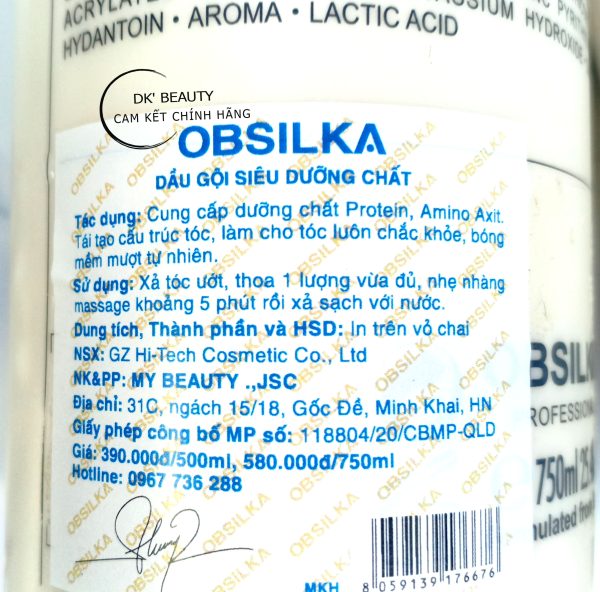 HYDANTOIN • AROMA • LACTIC ACID
HYDROXIDE
DK' BEAUTY
CAM KẾT CHÍNH HÃNG
OBSILKA
DẦU GỘI SIÊU DƯỠNG CHẤT
Tác dụng: Cung cấp dưỡng chất Protein, Amino Axit.
Tái tạo cấu trúc tóc, làm cho tóc luôn chắc khỏe, bóng
mềm mượt tự nhiên.
Sử dụng: Xả tóc ướt, thoa 1 lượng vừa đủ, nhẹ nhàng
massage khoảng 5 phút rồi xả sạch với nước.
Dung tích, Thành phần và HSD: In trên vỏ chai
NSX: GZ Hi-Tech Cosmetic Co., Ltd
NK&PP: MY BEAUTY .,JSC
Địa chỉ: 31C, ngách 15/18, Gốc Đề, Minh Khai, HN
Giấy phép công bố MP số: 118804/20/CBMP-QLD
Giá: 390.000đ/500ml, 580.000đ/750ml
Hotline: 0967 736 288
MKH 8 059139 176676
750ml